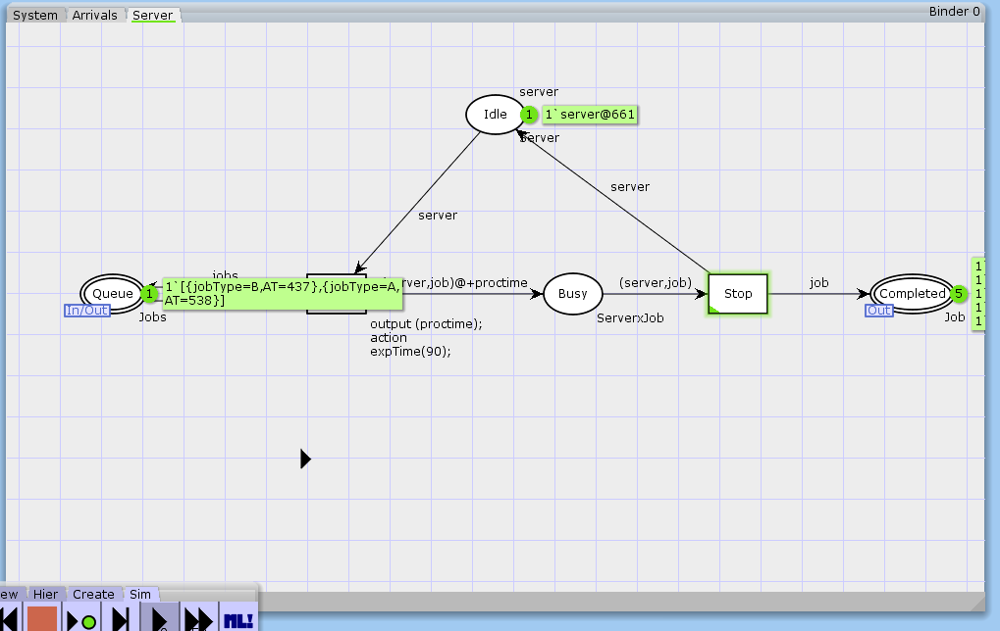 System Arrivals Server
Binder 0
server
Idle
1
1`server@661
server
server
server
jobs
Queue
1
1`[{jobType=B,AT=437},{jobType=A,
AT=538}]
In/Out
Jobs
rver,job)@+proctime
output (proctime);
action
expTime(90);
Busy
ServerxJob
(server,job)
Stop
job
Completed
5
Out
Job
1
1
1
1
1
ew Hier Create Sim
ML!